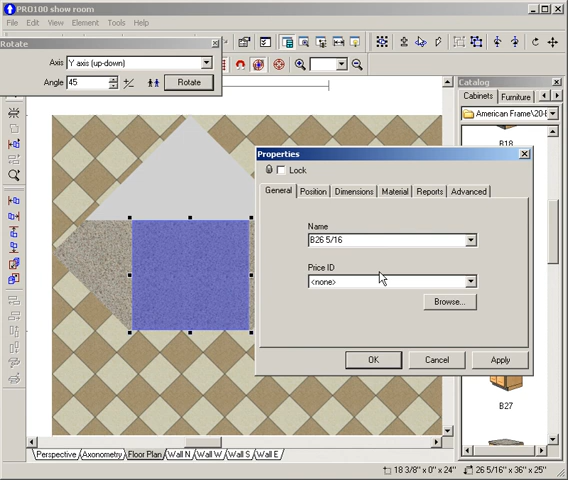 PRO100 show room
File Edit View Element Tools Help
Rotate
Axis Y axis (up-down)
Angle 45 Rotate
Catalog
Cabinets Furniture
American Frame\20-B
B18
Properties
Lock
General Position Dimensions Material Reports Advanced
Name
B26 5/16
Price ID
<none>
Browse...
OK Cancel Apply
B27
Perspective Axonometry Floor Plan Wall N Wall W Wall S Wall E
18 3/8" x 0" x 24" 26 5/16" x 36" x 25"